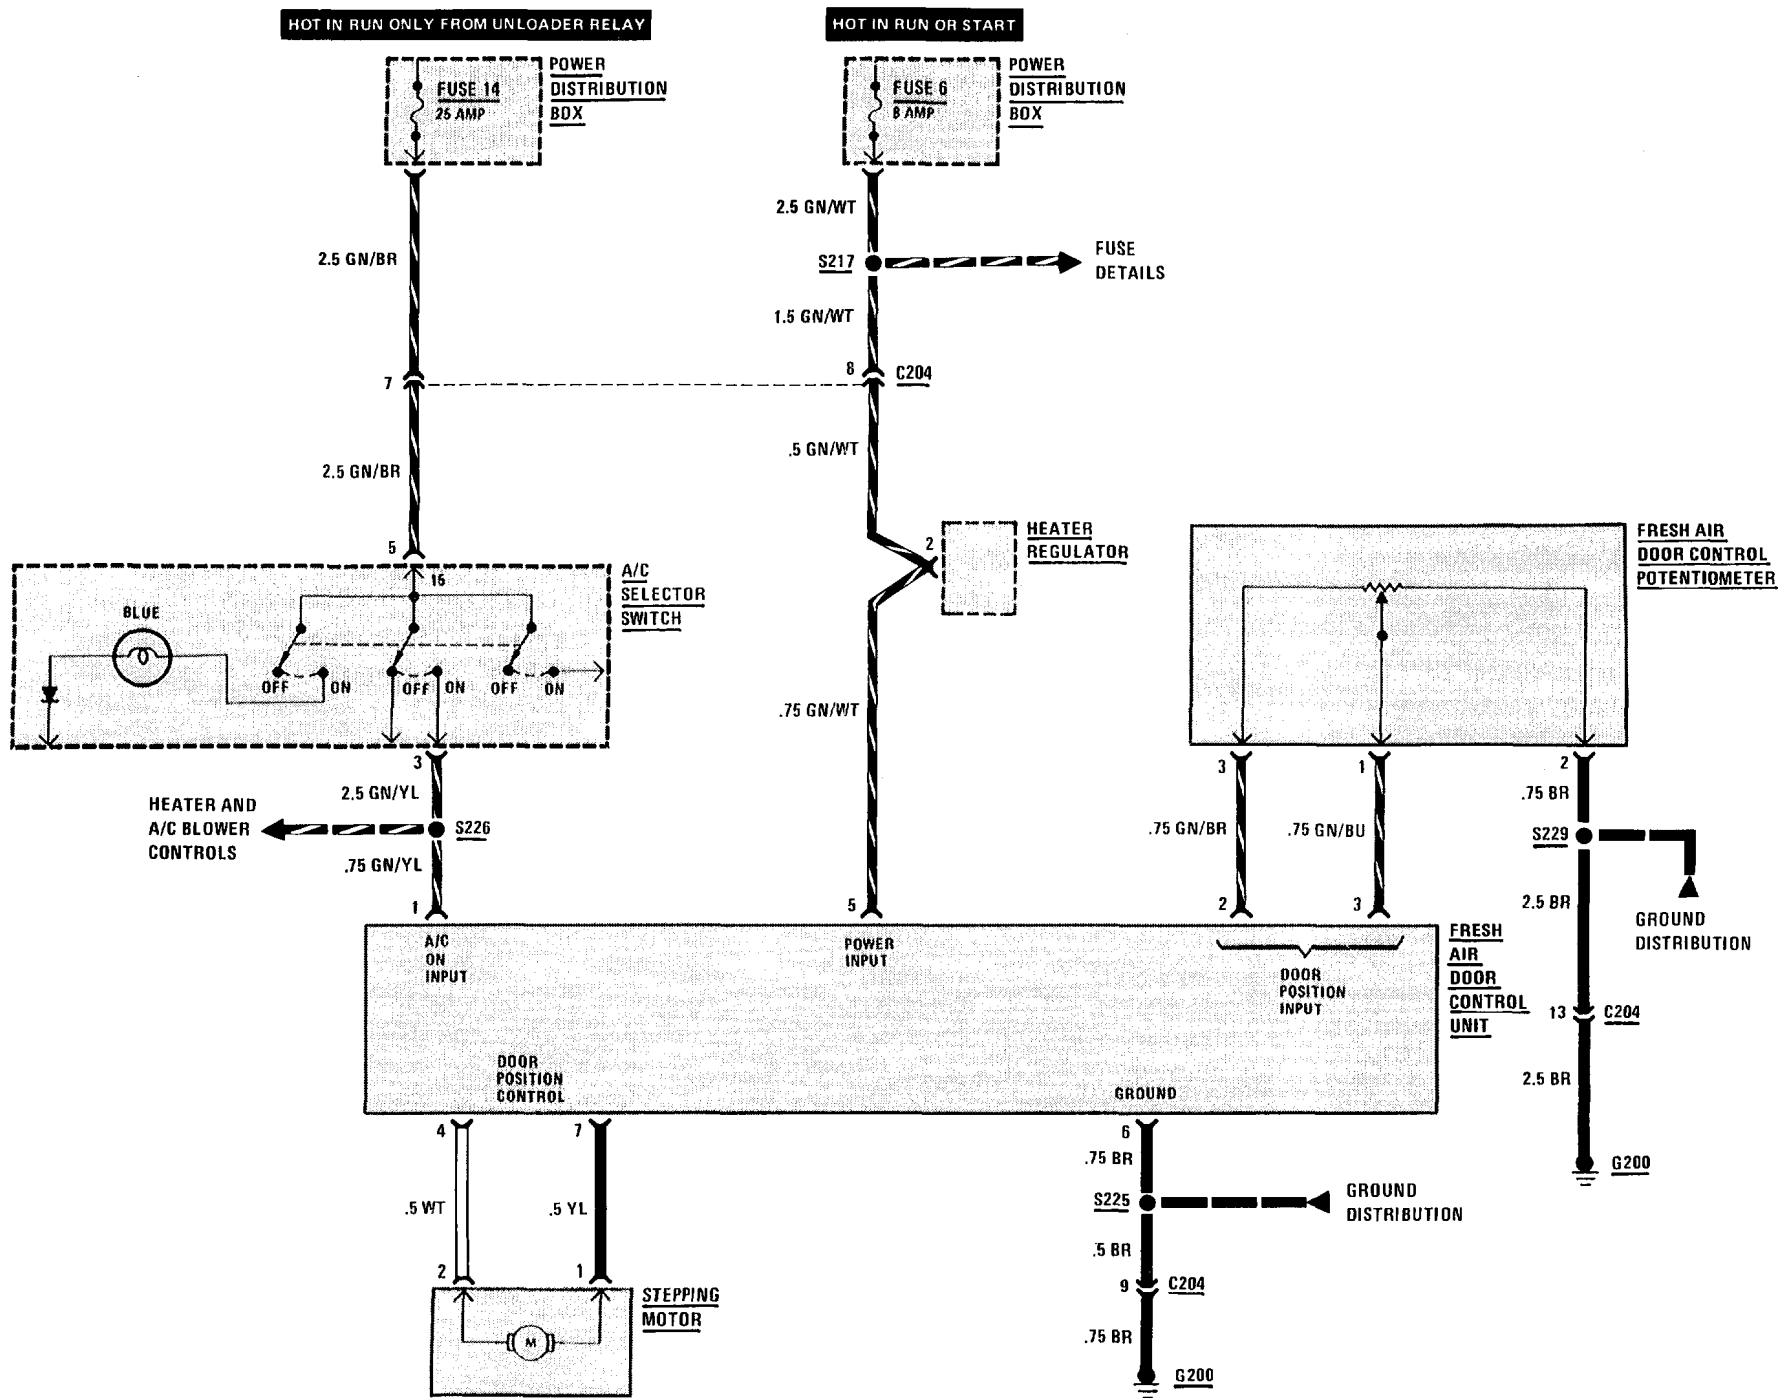 HOT IN RUN ONLY FROM UNLOADER RELAY
HOT IN RUN OR START
FUSE 14
25 AMP
POWER
DISTRIBUTION
BOX
FUSE 6
8 AMP
POWER
DISTRIBUTION
BOX
2.5 GN/WT
2.5 GN/BR
S217
FUSE
DETAILS
1.5 GN/WT
7
8
C204
.5 GN/WT
2.5 GN/BR
5
2
HEATER
REGULATOR
FRESH AIR
DOOR CONTROL
POTENTIOMETER
15
A/C
SELECTOR
SWITCH
BLUE
OFF
ON
OFF
ON
OFF
ON
.75 GN/WT
3
2.5 GN/YL
HEATER AND
A/C BLOWER
CONTROLS
S226
.75 GN/YL
3
1
2
.75 BR
.75 GN/BR
.75 GN/BU
S229
2.5 BR
GROUND
DISTRIBUTION
1
5
2
3
A/C
ON
INPUT
POWER
INPUT
DOOR
POSITION
INPUT
FRESH
AIR
DOOR
CONTROL
UNIT
13
C204
2.5 BR
DOOR
POSITION
CONTROL
GROUND
4
7
6
.75 BR
G200
.5 WT
.5 YL
S225
GROUND
DISTRIBUTION
.5 BR
2
1
9
C204
STEPPING
MOTOR
M
.75 BR
G200